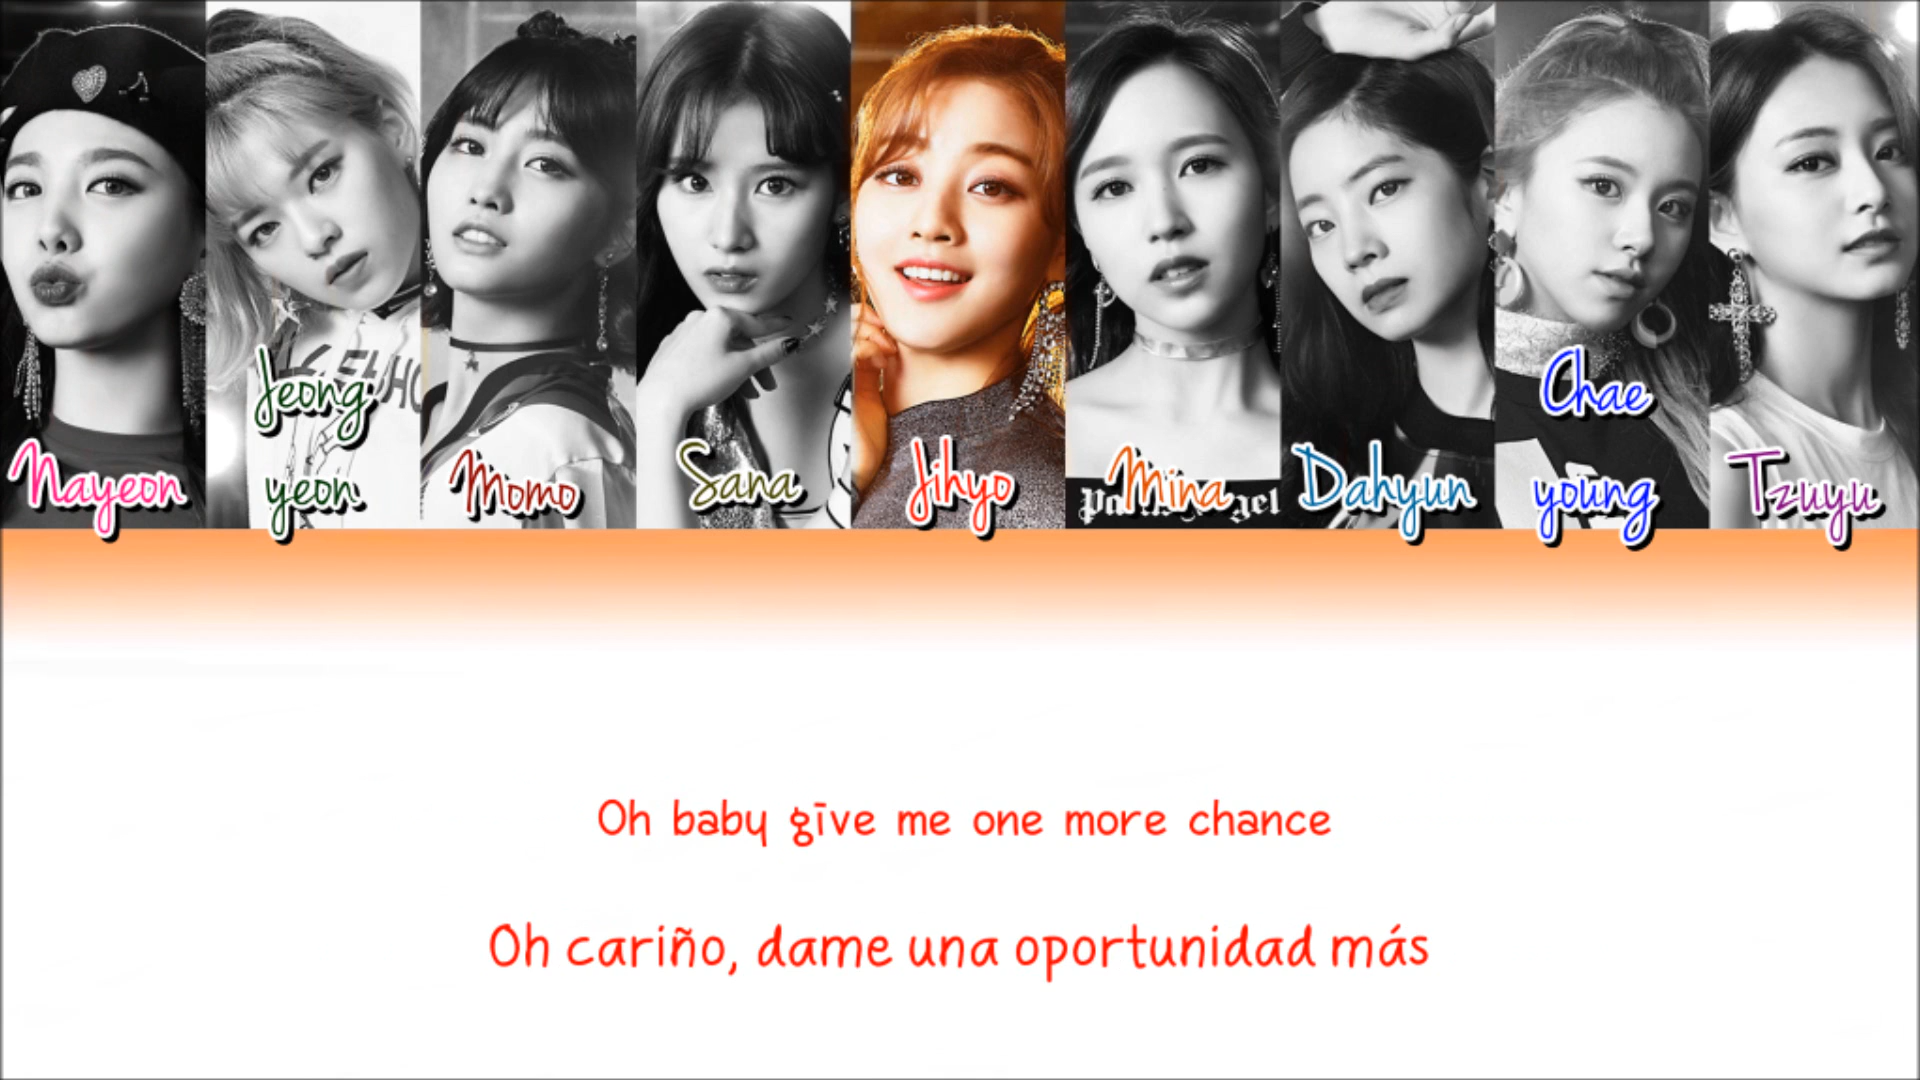 Jeong
Chae
Nayeon
yeon
Momo
Sana
Jihyo
Mina
Dahyun
young
Tzuyu
Oh baby give me one more chance
Oh cariño, dame una oportunidad más